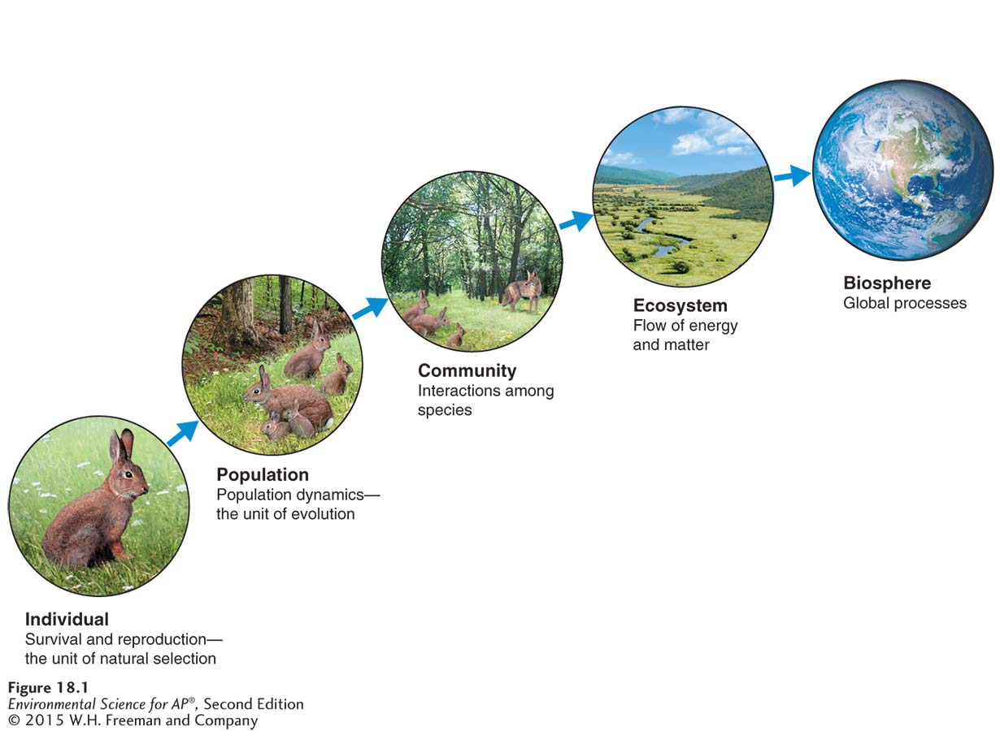 Individual
Survival and reproduction—
the unit of natural selection
Population
Population dynamics—
the unit of evolution
Community
Interactions among
species
Ecosystem
Flow of energy
and matter
Biosphere
Global processes
Figure 18.1
Environmental Science for AP®, Second Edition
© 2015 W.H. Freeman and Company